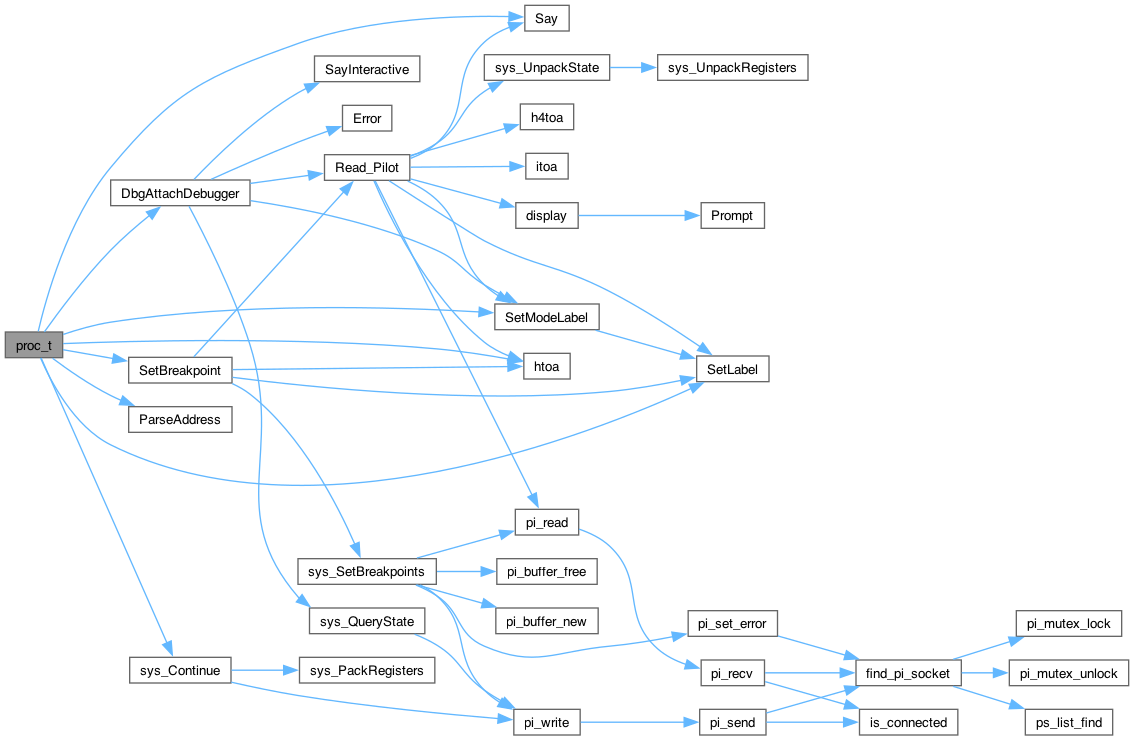 Say
SayInteractive
sys_UnpackState
sys_UnpackRegisters
Error
h4toa
Read_Pilot
itoa
DbgAttachDebugger
display
Prompt
SetModeLabel
proc_t
SetBreakpoint
htoa
SetLabel
ParseAddress
pi_read
sys_SetBreakpoints
pi_buffer_free
sys_QueryState
pi_buffer_new
pi_set_error
pi_mutex_lock
sys_Continue
sys_PackRegisters
pi_recv
find_pi_socket
pi_mutex_unlock
pi_write
pi_send
is_connected
ps_list_find